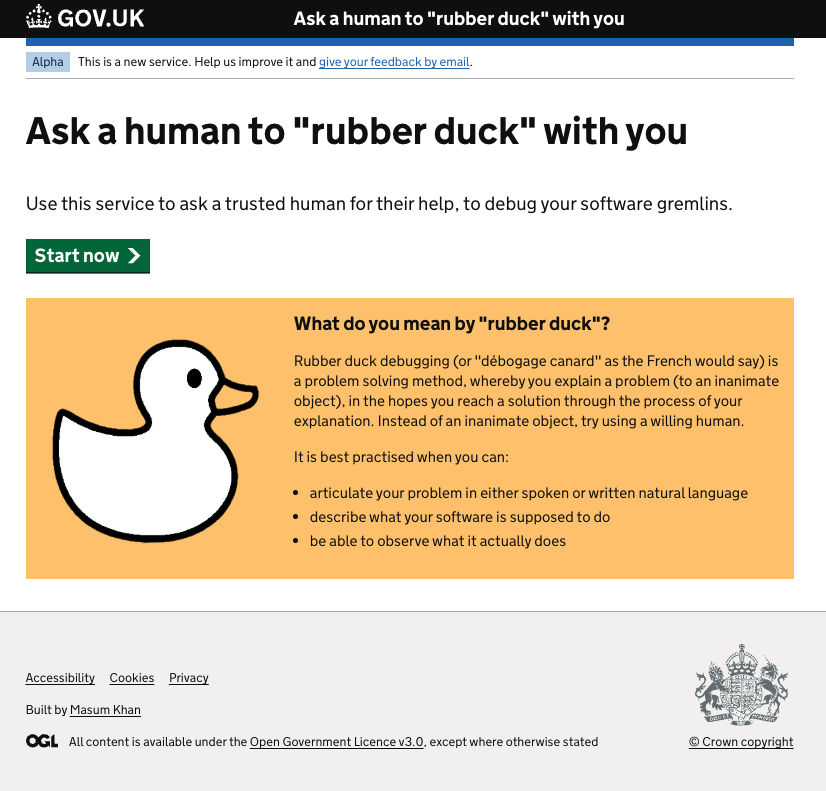 GOV.UK Ask a human to "rubber duck" with you
Alpha This is a new service. Help us improve it and give your feedback by email.
Ask a human to "rubber duck" with you
Use this service to ask a trusted human for their help, to debug your software gremlins.
Start now
What do you mean by "rubber duck"?
Rubber duck debugging (or "débogage canard" as the French would say) is
a problem solving method, whereby you explain a problem (to an inanimate
object), in the hopes you reach a solution through the process of your
explanation. Instead of an inanimate object, try using a willing human.
It is best practised when you can:
• articulate your problem in either spoken or written natural language
• describe what your software is supposed to do
• be able to observe what it actually does
Accessibility Cookies Privacy
Built by Masum Khan
OGL All content is available under the Open Government Licence v3.0, except where otherwise stated
© Crown copyright